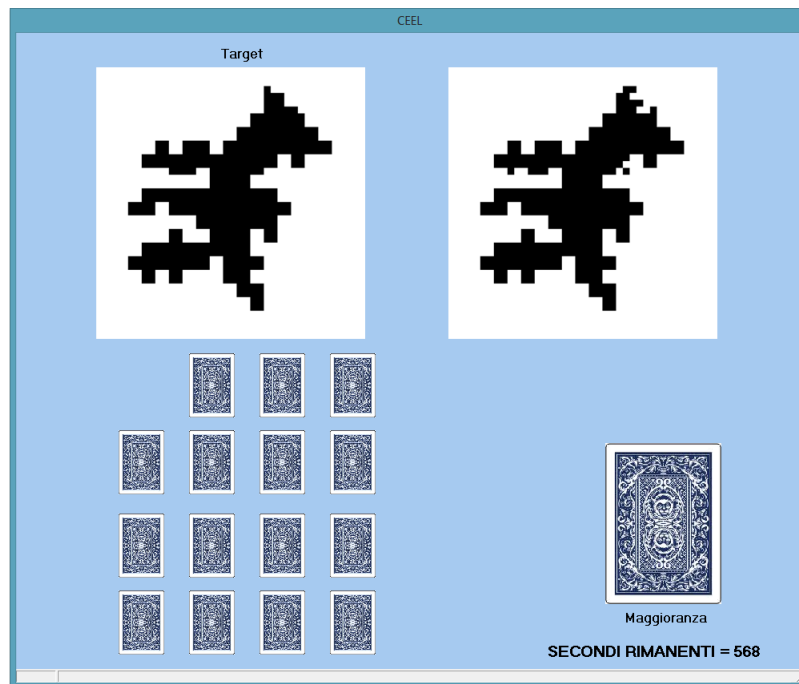 CEEL
Target
Maggioranza
SECONDI RIMANENTI = 568